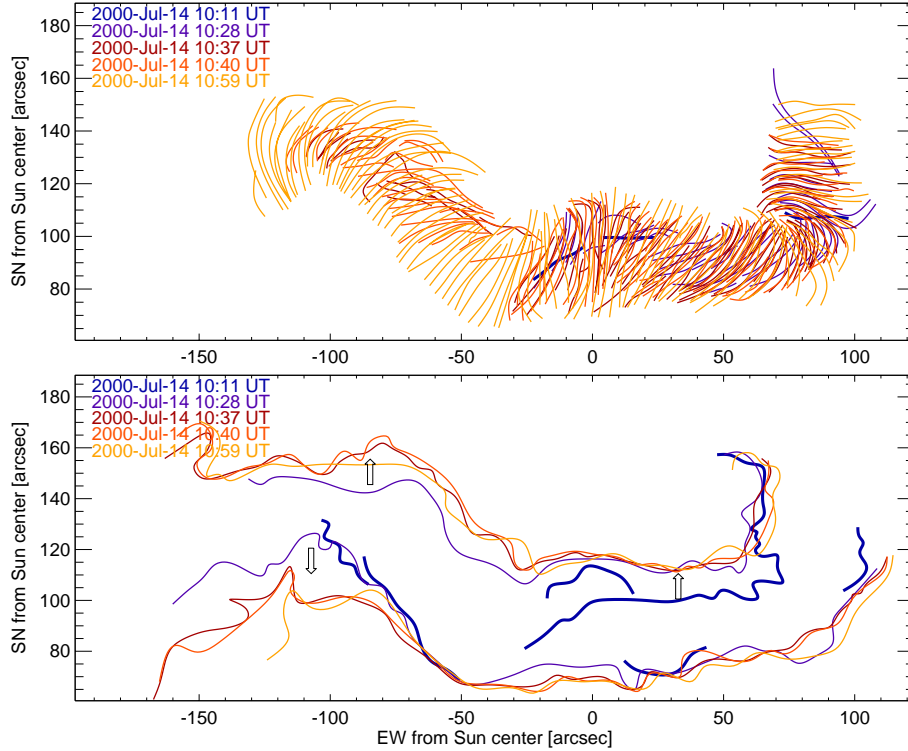 2000-Jul-14 10:11 UT
2000-Jul-14 10:28 UT
2000-Jul-14 10:37 UT
2000-Jul-14 10:40 UT
2000-Jul-14 10:59 UT
160
140
120
100
80
SN from Sun center [arcsec]
-150 -100 -50 0 50 100
2000-Jul-14 10:11 UT
2000-Jul-14 10:28 UT
2000-Jul-14 10:37 UT
2000-Jul-14 10:40 UT
2000-Jul-14 10:59 UT
180
160
140
120
100
80
SN from Sun center [arcsec]
-150 -100 -50 0 50 100
EW from Sun center [arcsec]